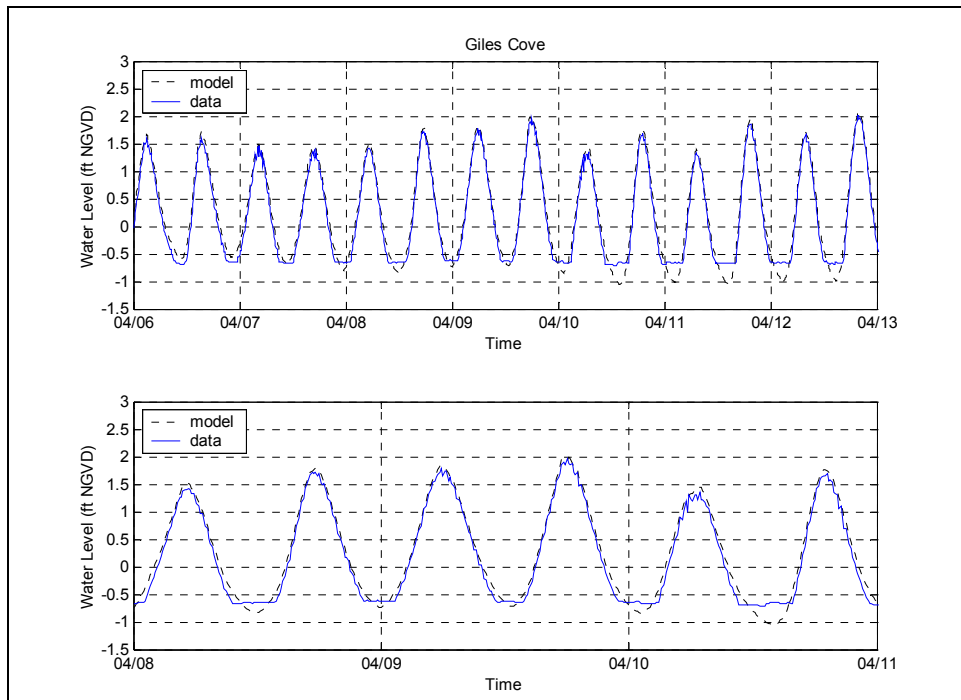 Giles Cove
3
2.5
2
1.5
1
0.5
0
-0.5
-1
-1.5
Water Level (ft NGVD)
model
data
04/06 04/07 04/08 04/09 04/10 04/11 04/12 04/13
Time
3
2.5
2
1.5
1
0.5
0
-0.5
-1
-1.5
Water Level (ft NGVD)
model
data
04/08 04/09 04/10 04/11
Time